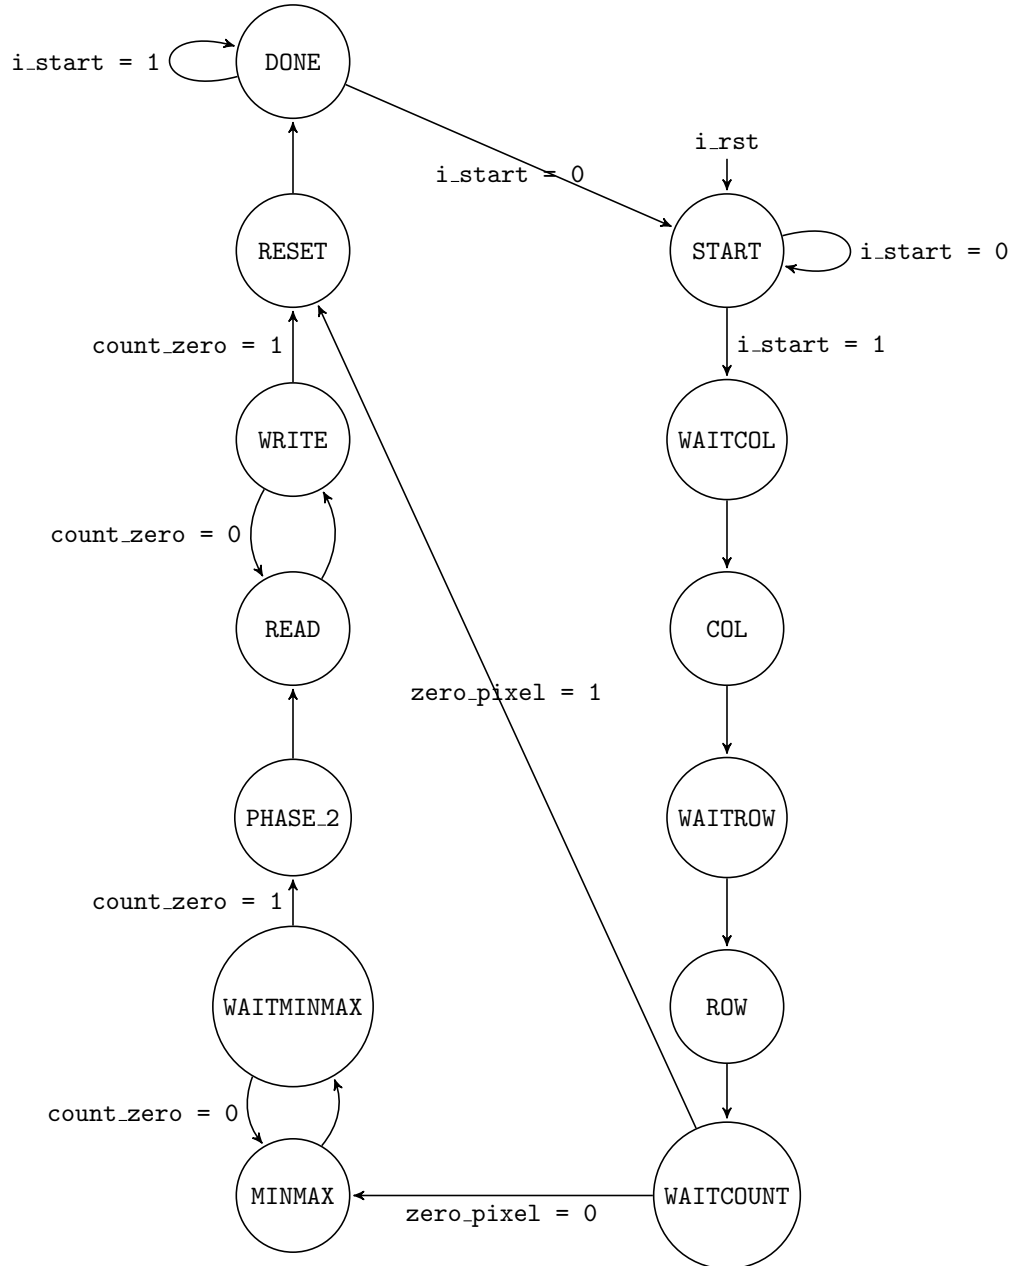 i_start = 1
DONE
i_start = 0
i_rst
RESET
START
i_start = 0
count_zero = 1
i_start = 1
WRITE
WAITCOL
count_zero = 0
READ
COL
zero_pixel = 1
PHASE_2
WAITROW
count_zero = 1
WAITMINMAX
ROW
count_zero = 0
MINMAX
WAITCOUNT
zero_pixel = 0